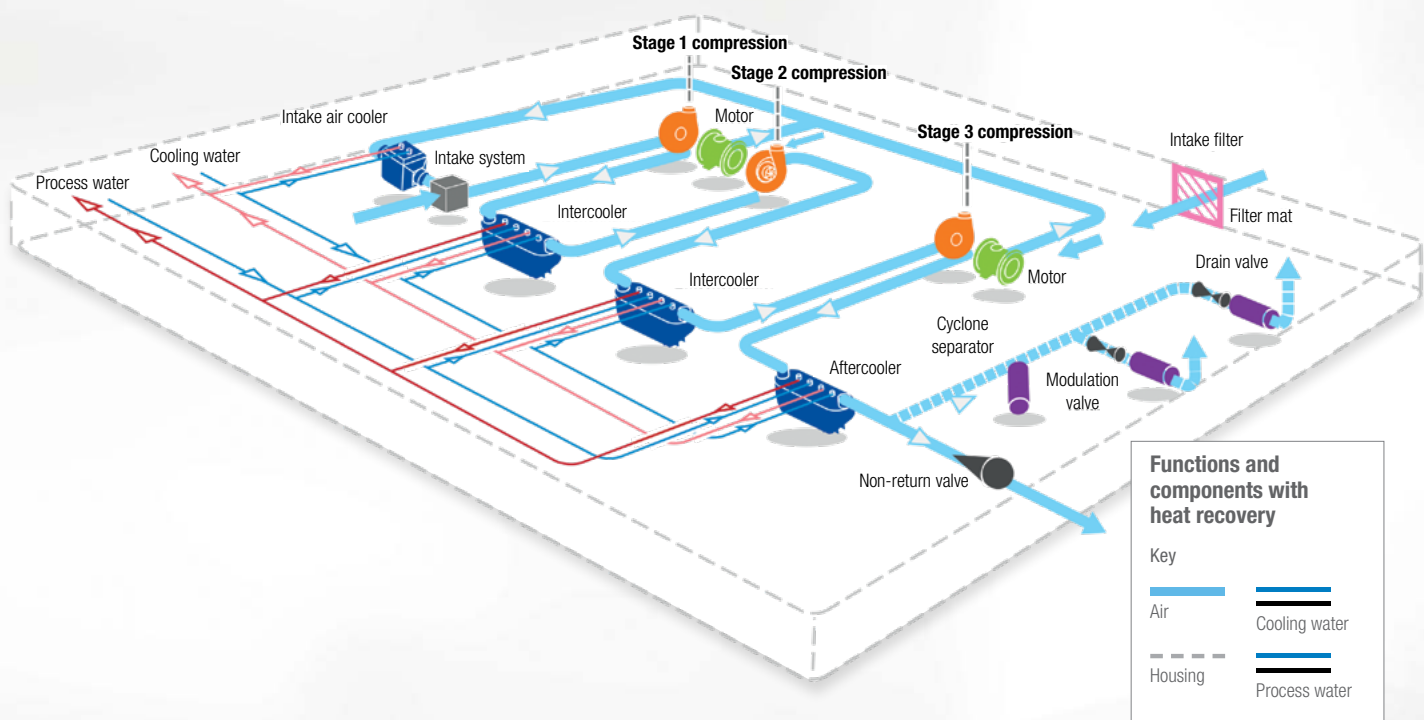 Stage 1 compression
Stage 2 compression
Intake air cooler
Motor
Stage 3 compression
Intake filter
Cooling water
Intake system
Process water
Intercooler
Filter mat
Intercooler
Motor
Drain valve
Cyclone
separator
Aftercooler
Modulation
valve
Non-return valve
Functions and
components with
heat recovery
Key
Air
Cooling water
Housing
Process water